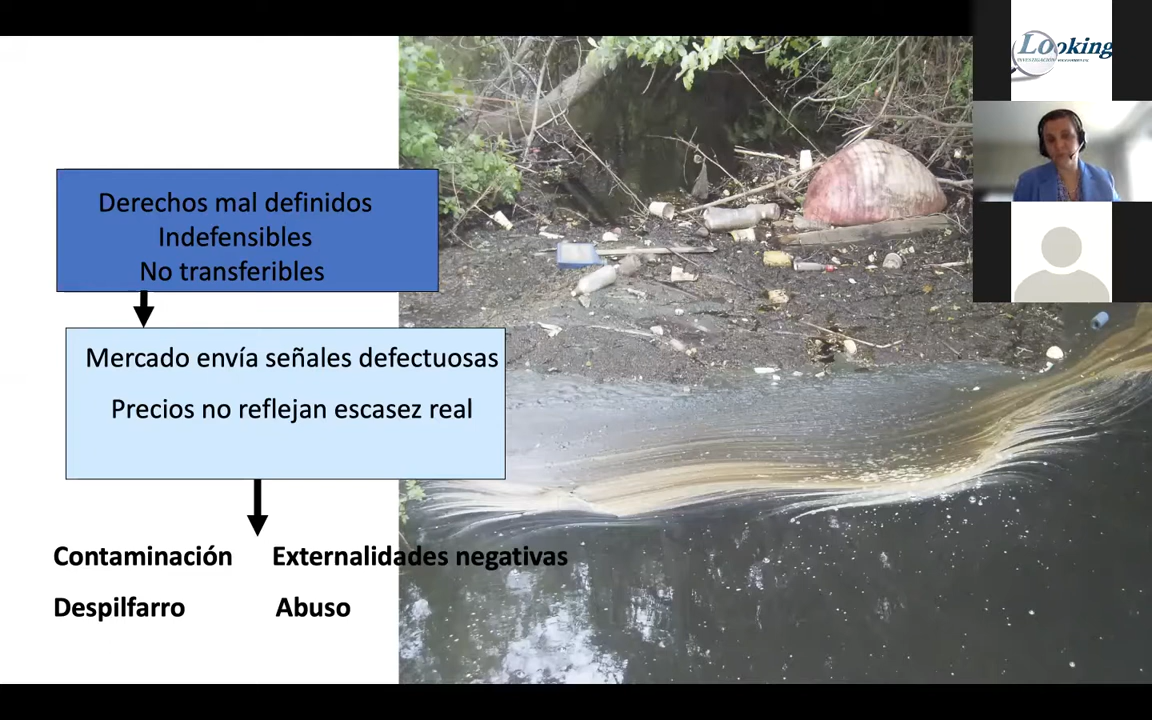 Derechos mal definidos
Indefensibles
No transferibles
Mercado envía señales defectuosas
Precios no reflejan escasez real
Contaminación Externalidades negativas
Despilfarro Abuso
Looking